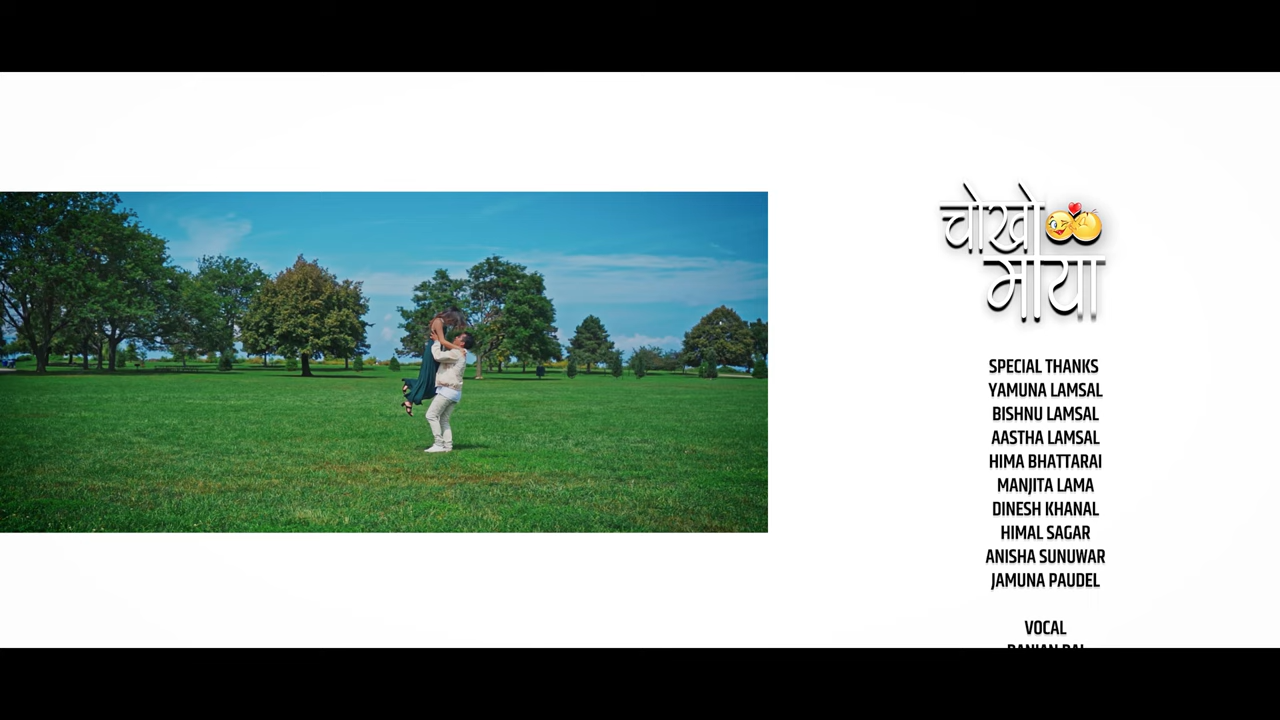 चोखो
माया
SPECIAL THANKS
YAMUNA LAMSAL
BISHNU LAMSAL
AASTHA LAMSAL
HIMA BHATTARAI
MANJITA LAMA
DINESH KHANAL
HIMAL SAGAR
ANISHA SUNUWAR
JAMUNA PAUDEL
VOCAL